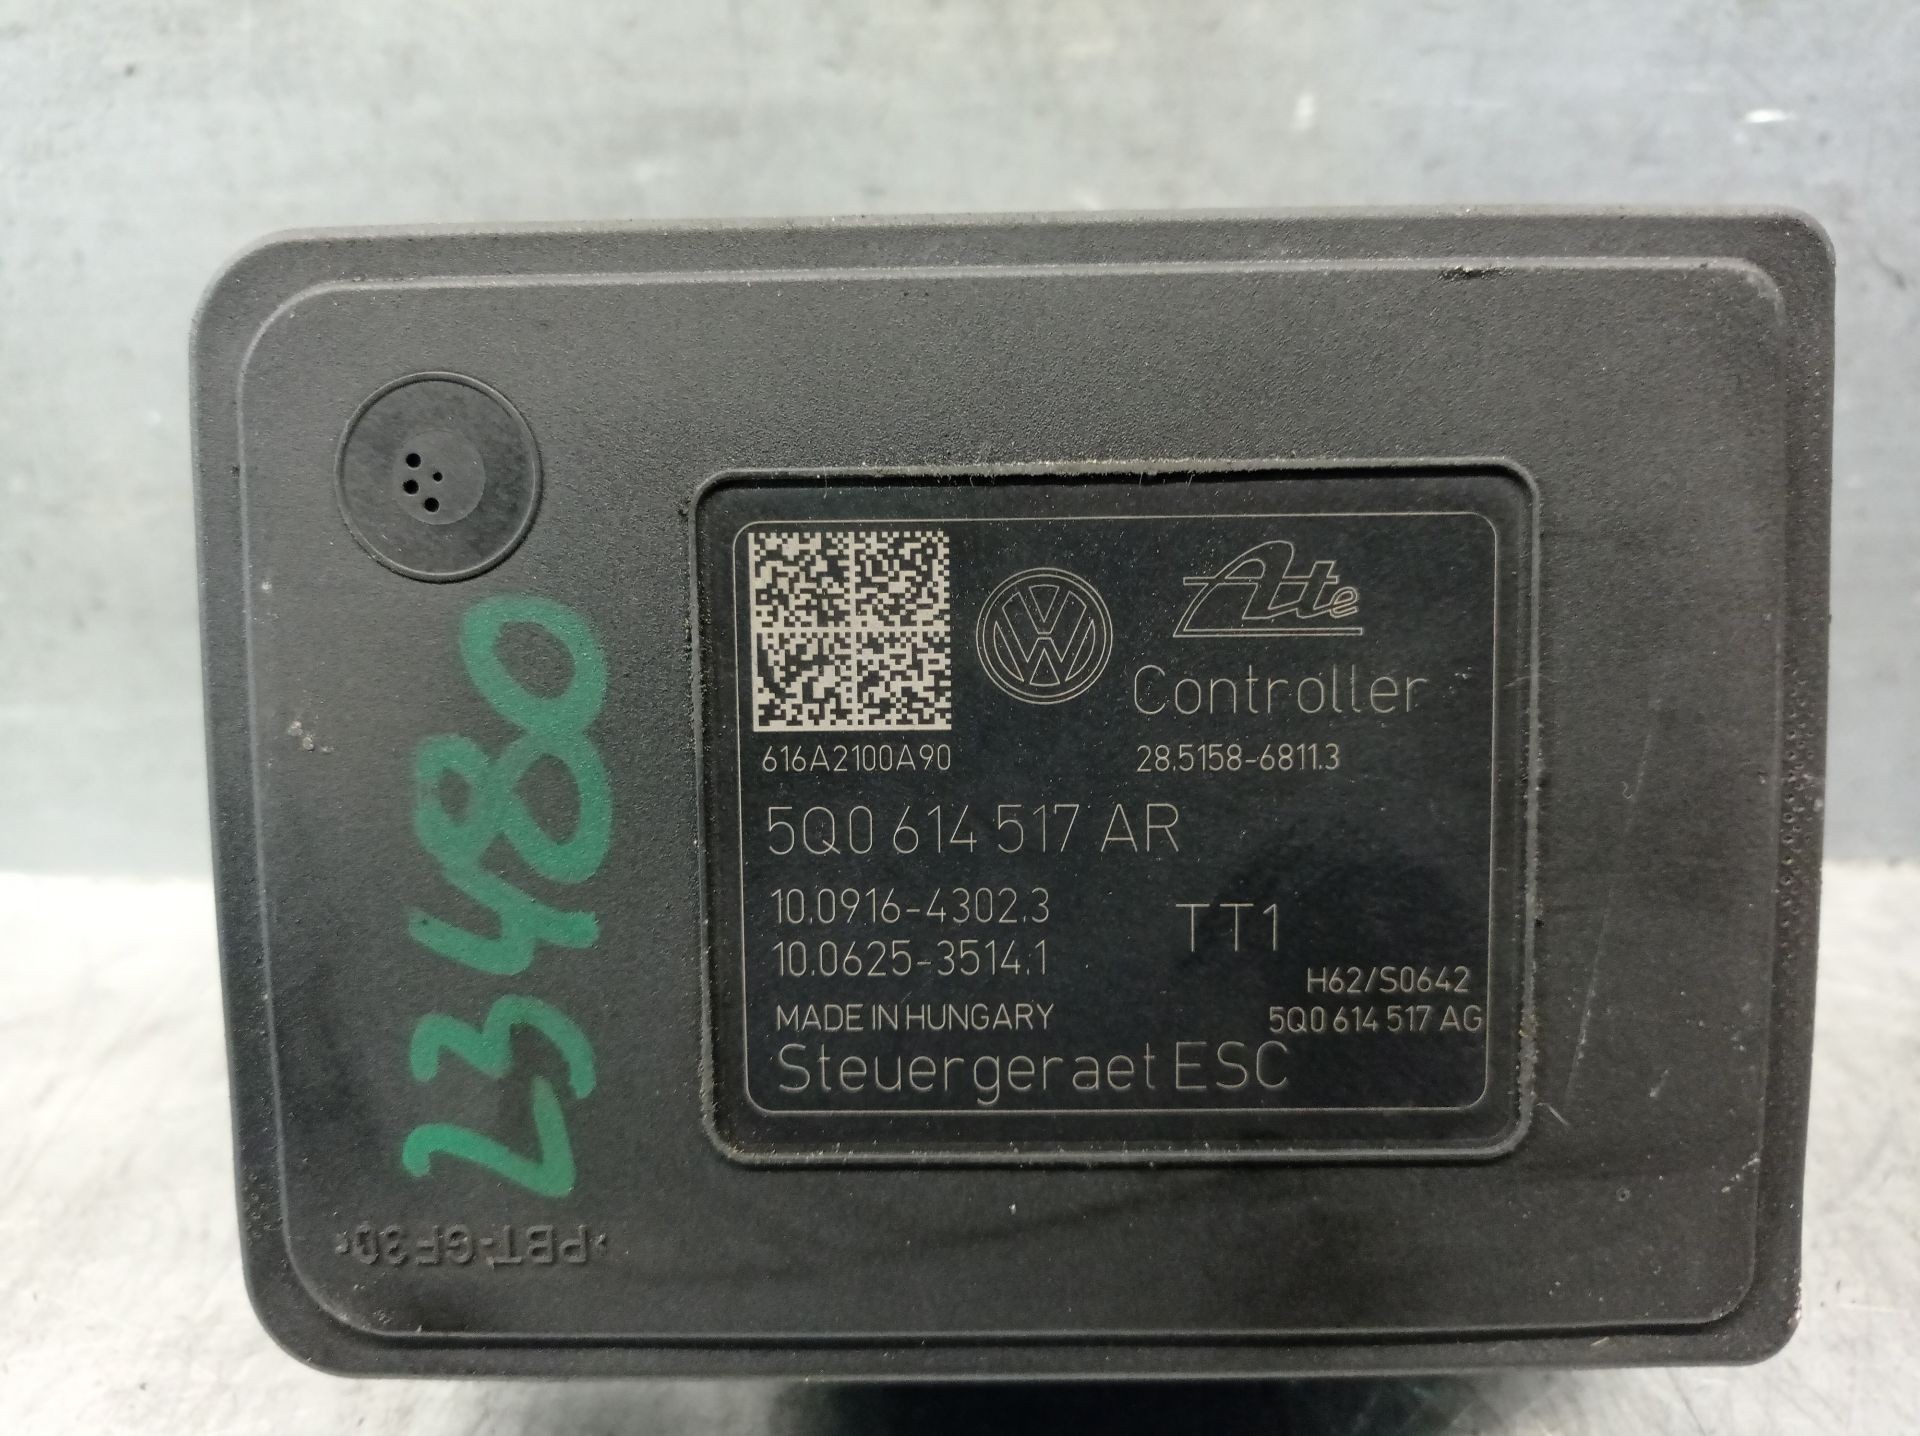 Ate
Controller
616A2100A90
28.5158-6811.3
5Q0 614 517 AR
10.0916-4302.3
10.0625-3514.1
TT1
H62/S0642
MADE IN HUNGARY
5Q0 614 517 AG
Steuergeraet ESC
23480
>PBT-GF30<